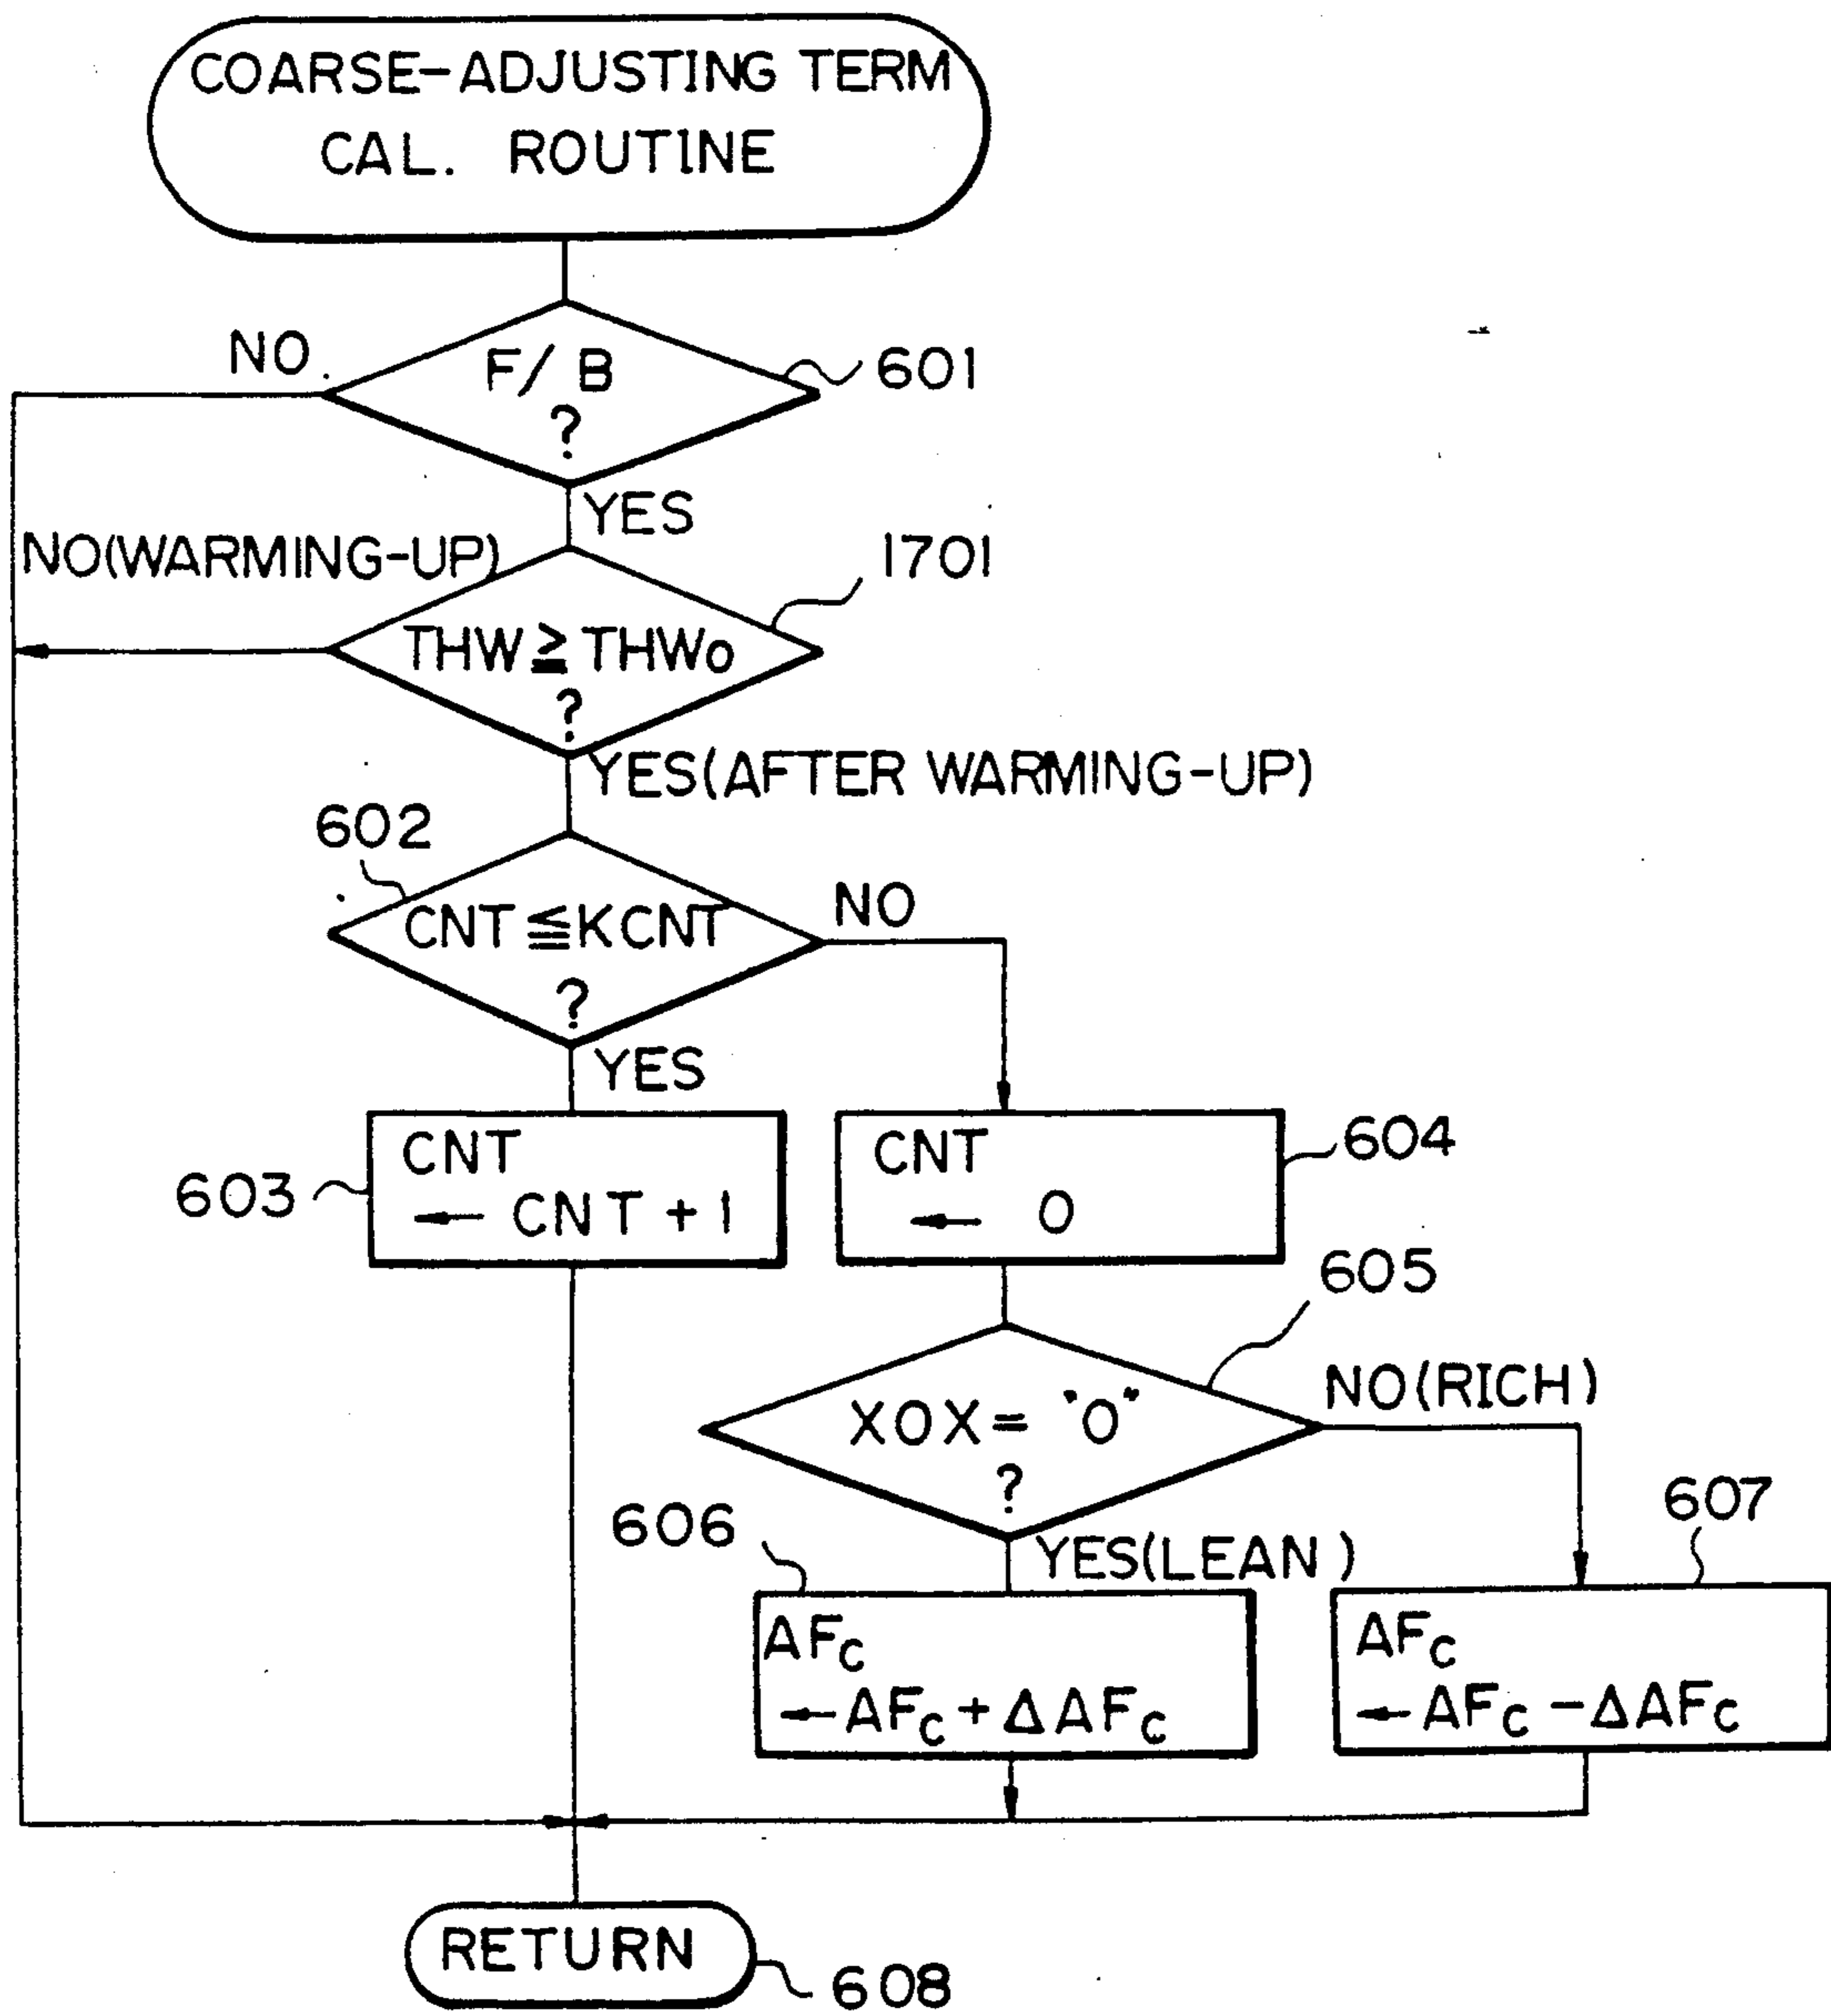 COARSE-ADJUSTING TERM
CAL. ROUTINE
NO
F/B
?
601
YES
NO(WARMING-UP)
1701
THW ≧ THWo
?
YES(AFTER WARMING-UP)
602
CNT ≦ KCNT
?
NO
YES
603
CNT
← CNT + 1
CNT
← 0
604
605
XOX = "0"
?
NO(RICH)
606
YES(LEAN)
607
AFc
← AFc + ΔAFc
AFc
← AFc − ΔAFc
RETURN
608